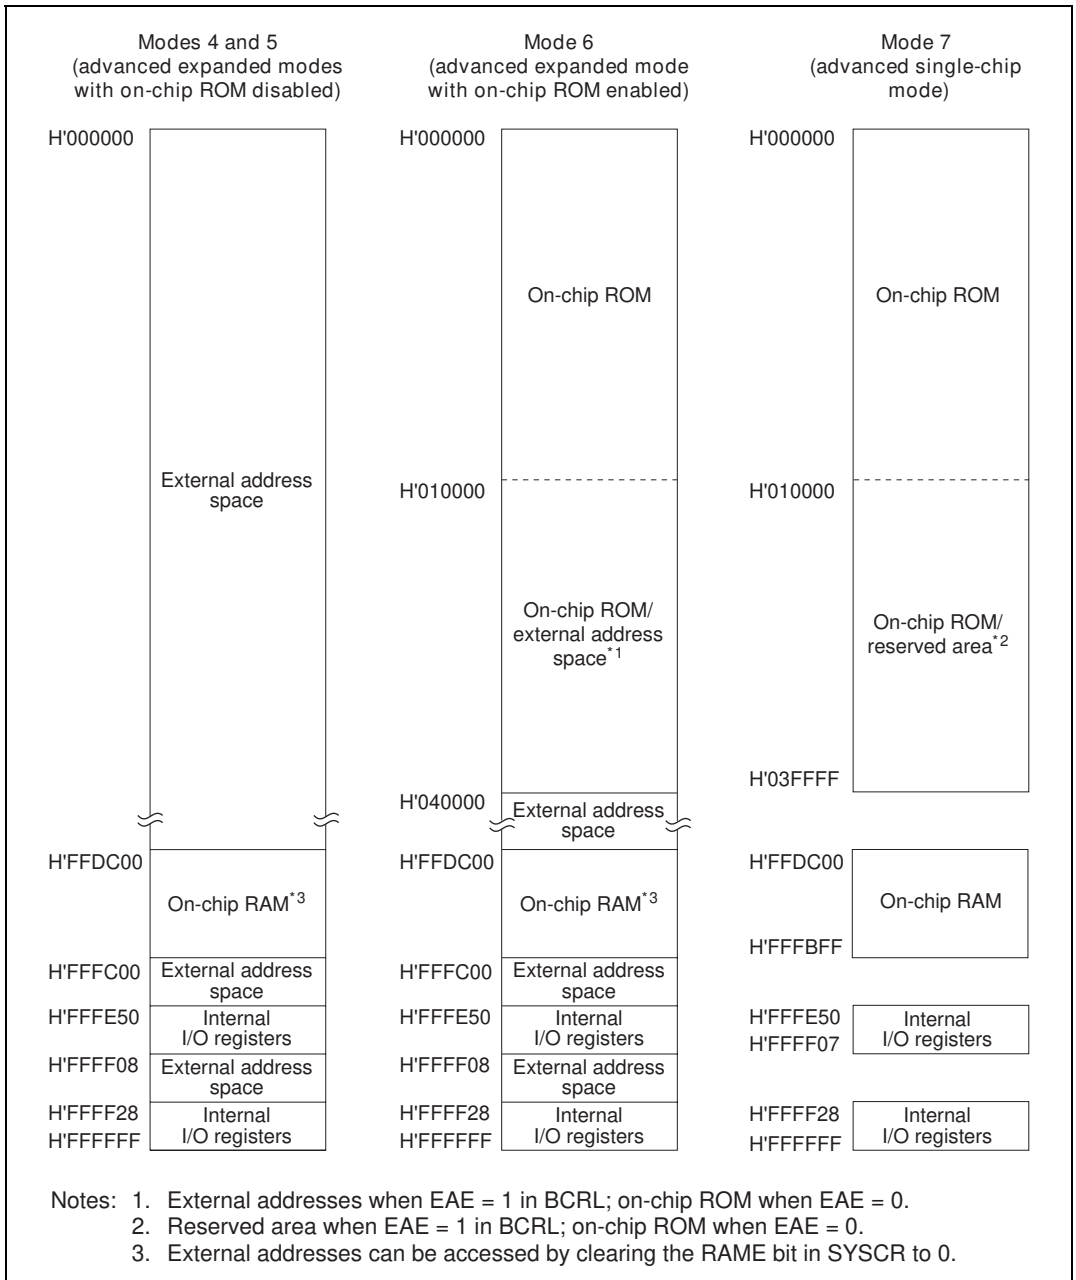 Modes 4 and 5
(advanced expanded modes
with on-chip ROM disabled)
H'000000
External address
space
H'FFDC00
On-chip RAM*3
H'FFFC00
External address
space
H'FFFE50
Internal
I/O registers
H'FFFF08
External address
space
H'FFFF28
Internal
I/O registers
H'FFFFFF
Mode 6
(advanced expanded mode
with on-chip ROM enabled)
H'000000
On-chip ROM
H'010000
On-chip ROM/
external address
space*1
H'040000
External address
space
H'FFDC00
On-chip RAM*3
H'FFFC00
External address
space
H'FFFE50
Internal
I/O registers
H'FFFF08
External address
space
H'FFFF28
Internal
I/O registers
H'FFFFFF
Mode 7
(advanced single-chip
mode)
H'000000
On-chip ROM
H'010000
On-chip ROM/
reserved area*2
H'03FFFF
H'FFDC00
On-chip RAM
H'FFFBFF
H'FFFE50
Internal
I/O registers
H'FFFF07
H'FFFF28
Internal
I/O registers
H'FFFFFF
Notes: 1. External addresses when EAE = 1 in BCRL; on-chip ROM when EAE = 0.
2. Reserved area when EAE = 1 in BCRL; on-chip ROM when EAE = 0.
3. External addresses can be accessed by clearing the RAME bit in SYSCR to 0.